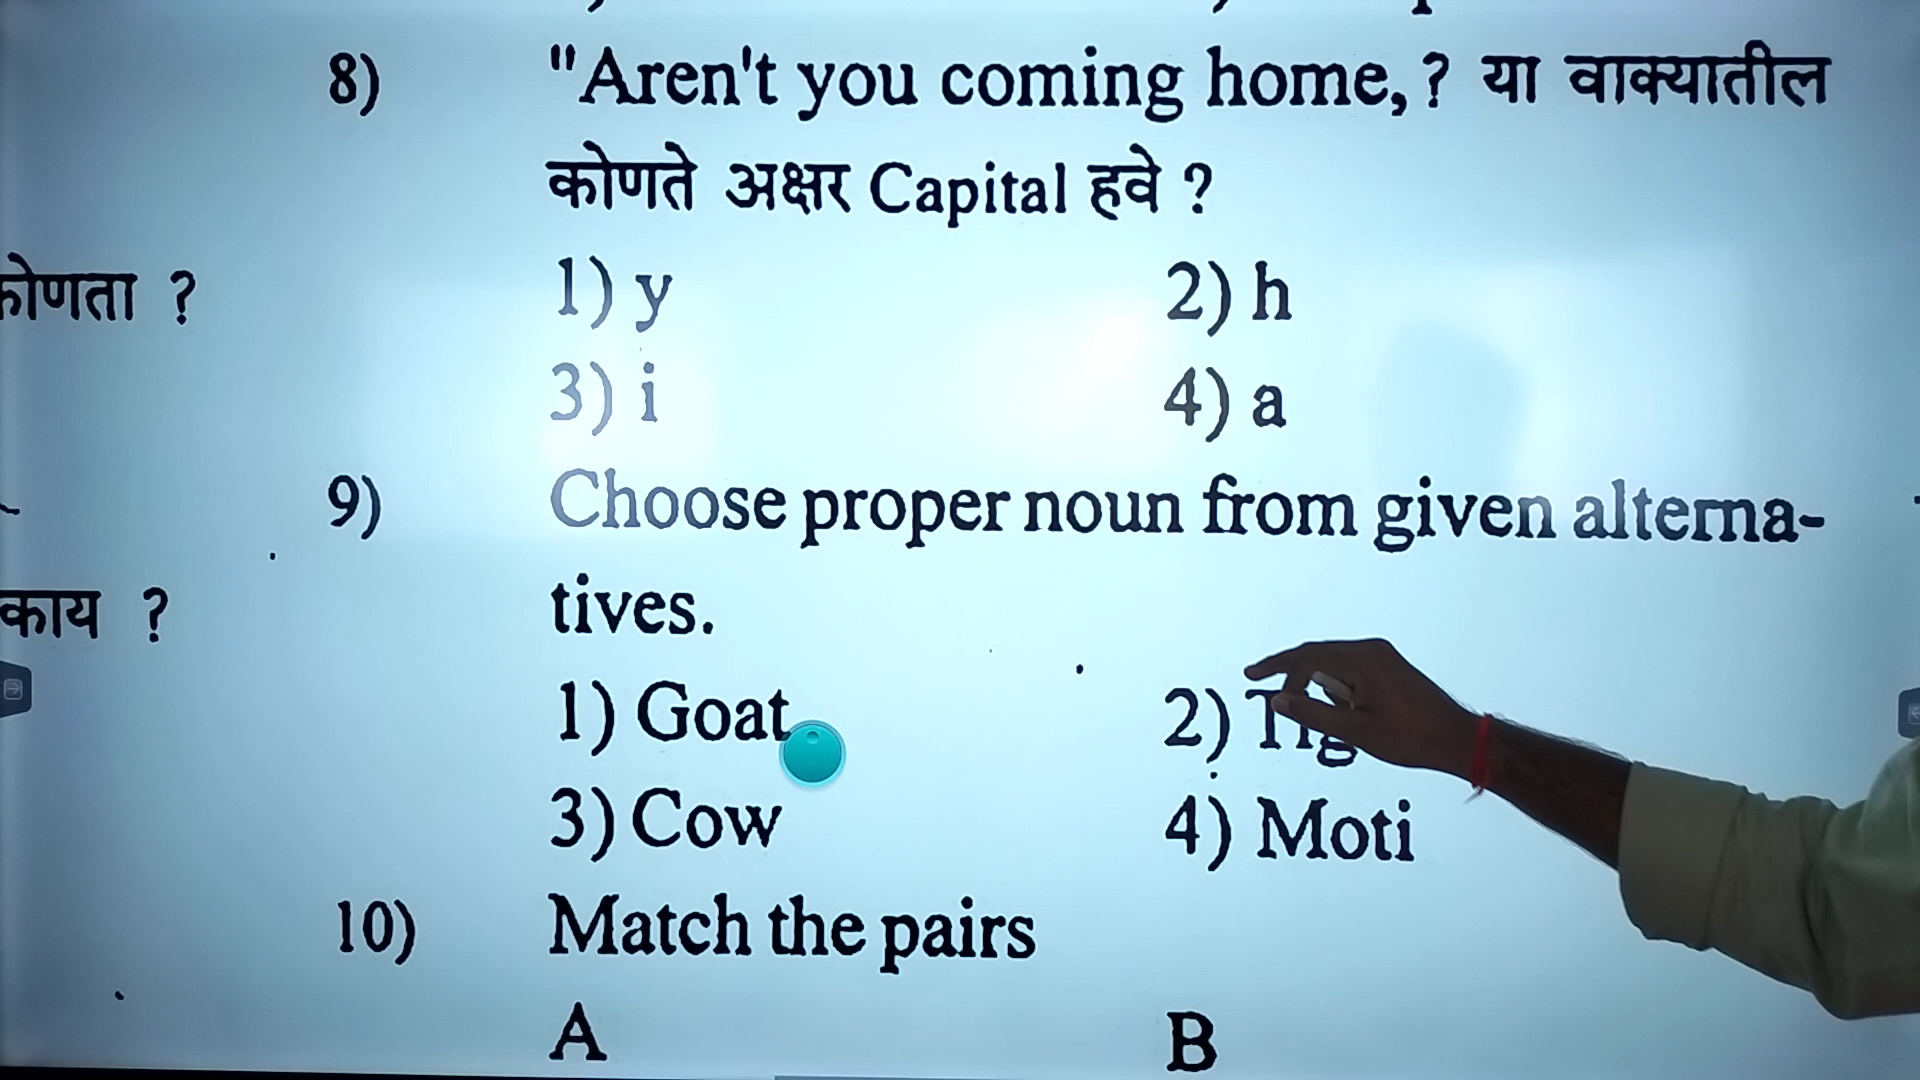 8) "Aren't you coming home,? या वाक्यातील
कोणते अक्षर Capital हवे ?
1) y 2) h
3) i 4) a
कोणता ?
9) Choose proper noun from given alterna-
tives.
काय ?
1) Goat 2)
3) Cow 4) Moti
10) Match the pairs
A B